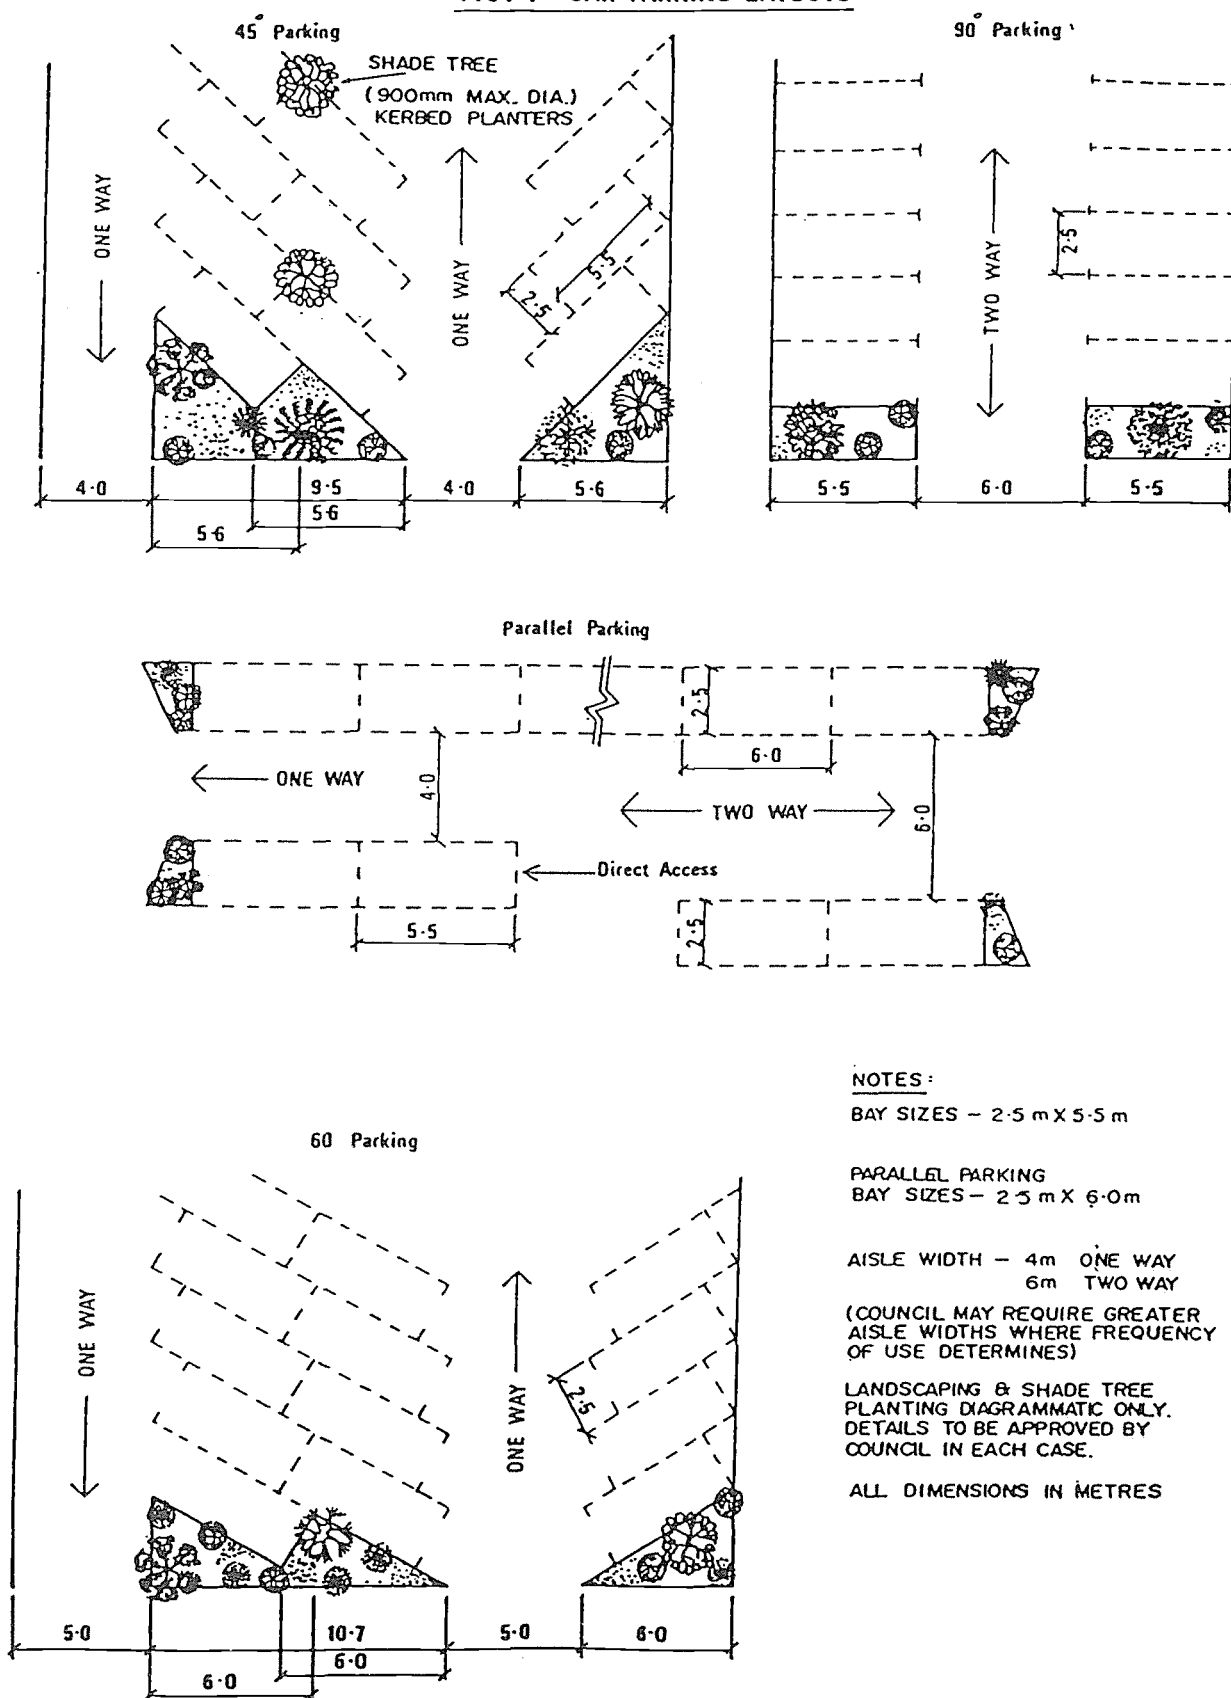 45° Parking
90° Parking
SHADE TREE
(900mm MAX. DIA.)
KERBED PLANTERS
ONE WAY
ONE WAY
TWO WAY
2·5
5·5
2·5
4·0
9·5
4·0
5·6
5·6
5·6
5·5
6·0
5·5
Parallel Parking
2·5
6·0
ONE WAY
4·0
TWO WAY
6·0
Direct Access
5·5
2·5
60 Parking
ONE WAY
ONE WAY
2·5
5·0
10·7
5·0
6·0
6·0
6·0
NOTES:
BAY SIZES – 2·5 m X 5·5 m
PARALLEL PARKING
BAY SIZES – 2·5 m X 6·0m
AISLE WIDTH – 4m ONE WAY
6m TWO WAY
(COUNCIL MAY REQUIRE GREATER
AISLE WIDTHS WHERE FREQUENCY
OF USE DETERMINES)
LANDSCAPING & SHADE TREE
PLANTING DIAGRAMMATIC ONLY.
DETAILS TO BE APPROVED BY
COUNCIL IN EACH CASE.
ALL DIMENSIONS IN METRES